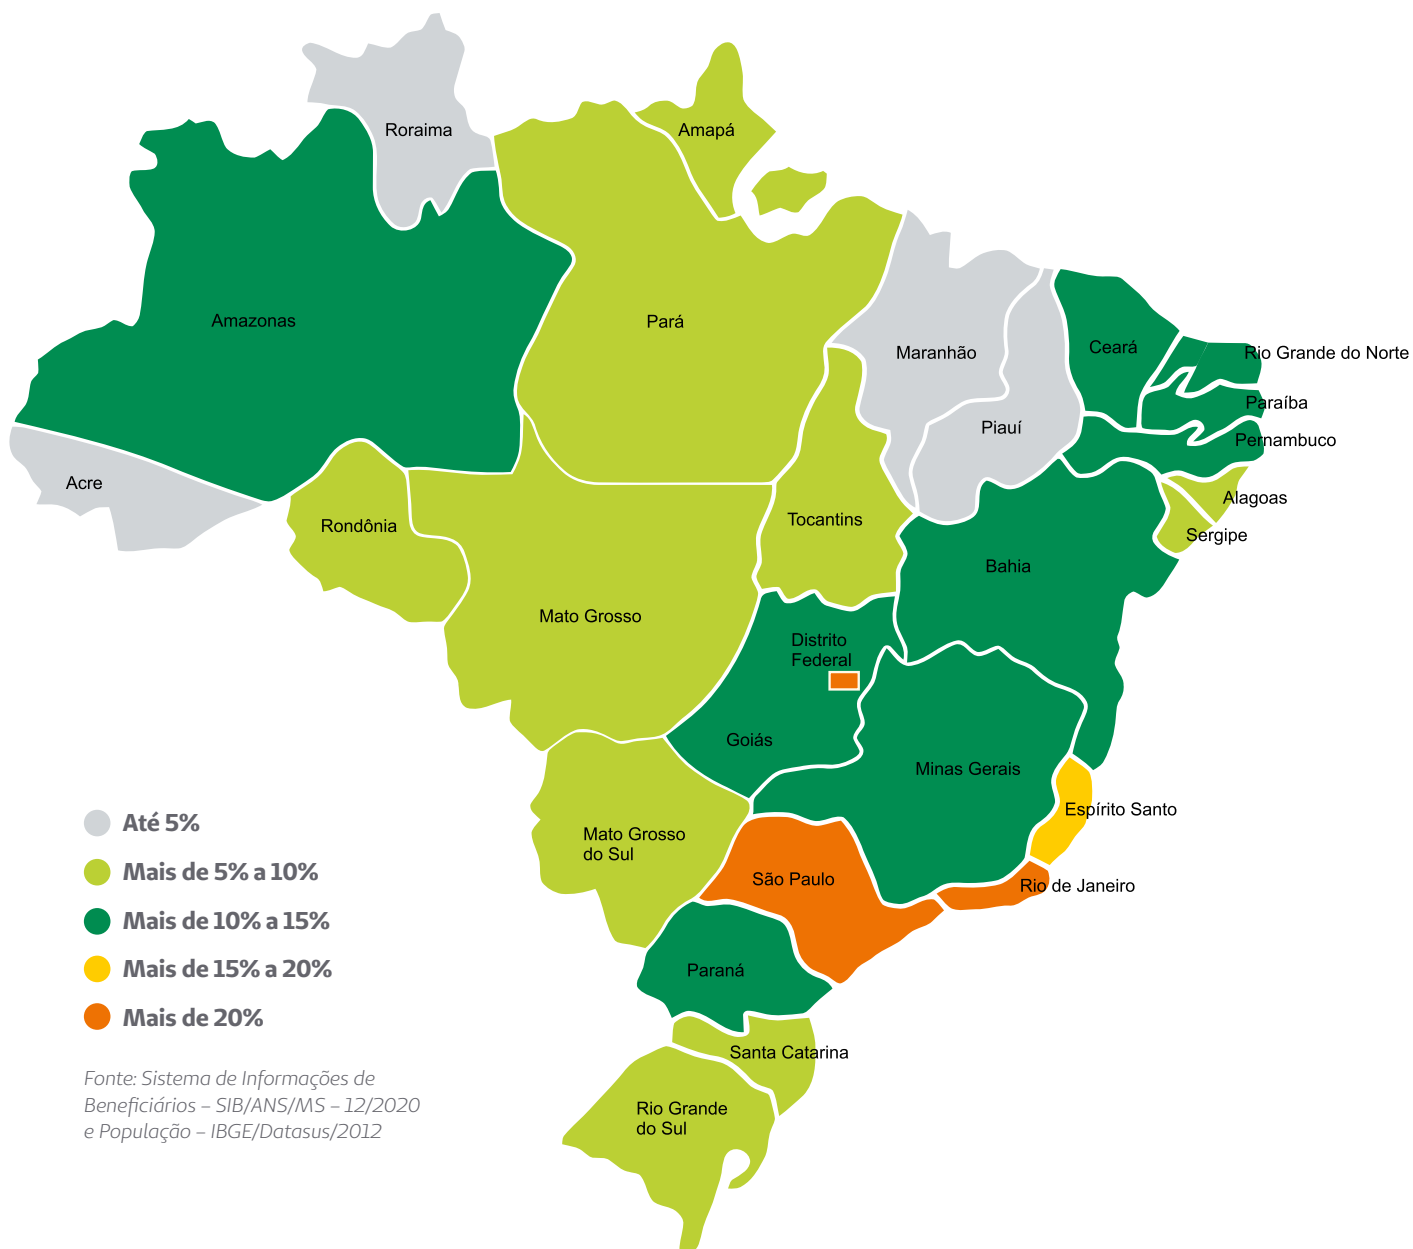 Roraima
Amapá
Amazonas
Pará
Maranhão
Ceará
Rio Grande do Norte
Paraíba
Piauí
Pernambuco
Acre
Alagoas
Rondônia
Tocantins
Sergipe
Bahia
Mato Grosso
Distrito
Federal
Goiás
Minas Gerais
Espírito Santo
Mato Grosso
do Sul
São Paulo
Rio de Janeiro
Paraná
Santa Catarina
Rio Grande
do Sul
Até 5%
Mais de 5% a 10%
Mais de 10% a 15%
Mais de 15% a 20%
Mais de 20%
Fonte: Sistema de Informações de
Beneficiários – SIB/ANS/MS – 12/2020
e População – IBGE/Datasus/2012